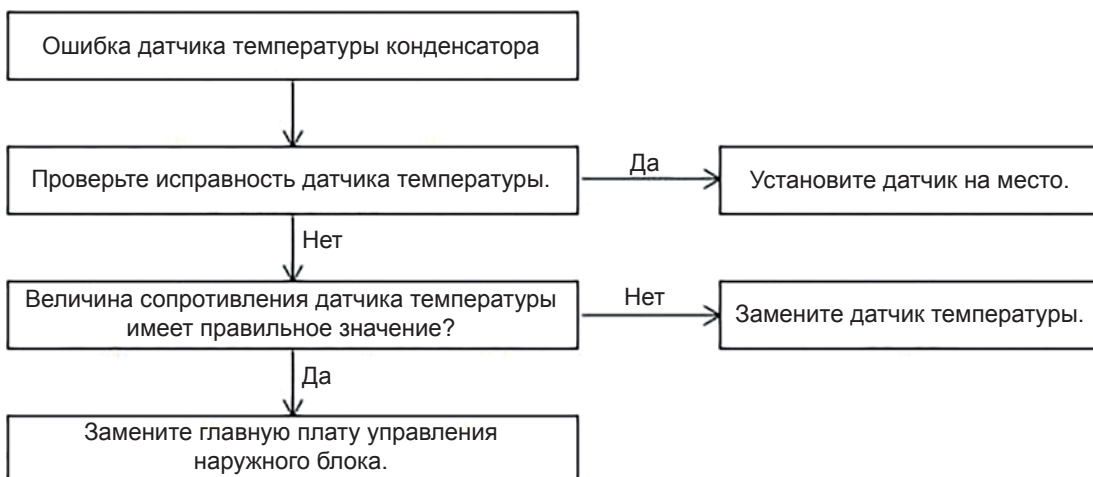 Ошибка датчика температуры конденсатора
Проверьте исправность датчика температуры.
Да
Установите датчик на место.
Нет
Величина сопротивления датчика температуры
имеет правильное значение?
Нет
Замените датчик температуры.
Да
Замените главную плату управления
наружного блока.